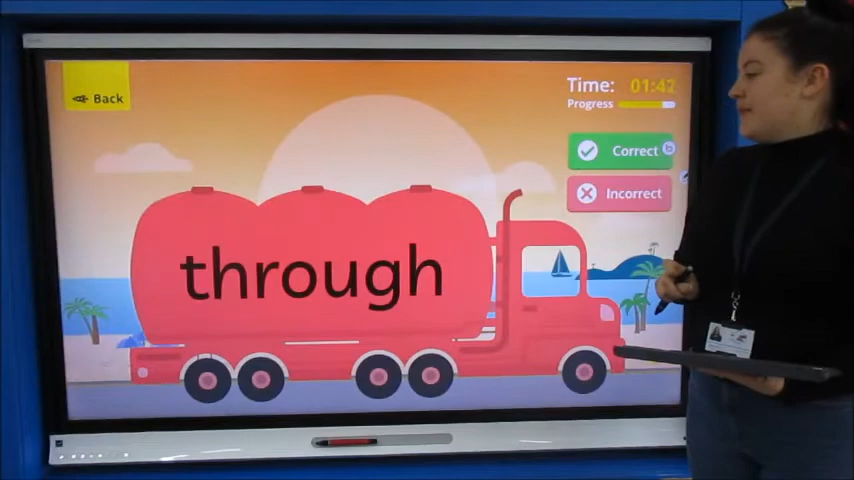 Back
Time: 01:42
Progress
Correct
Incorrect
through